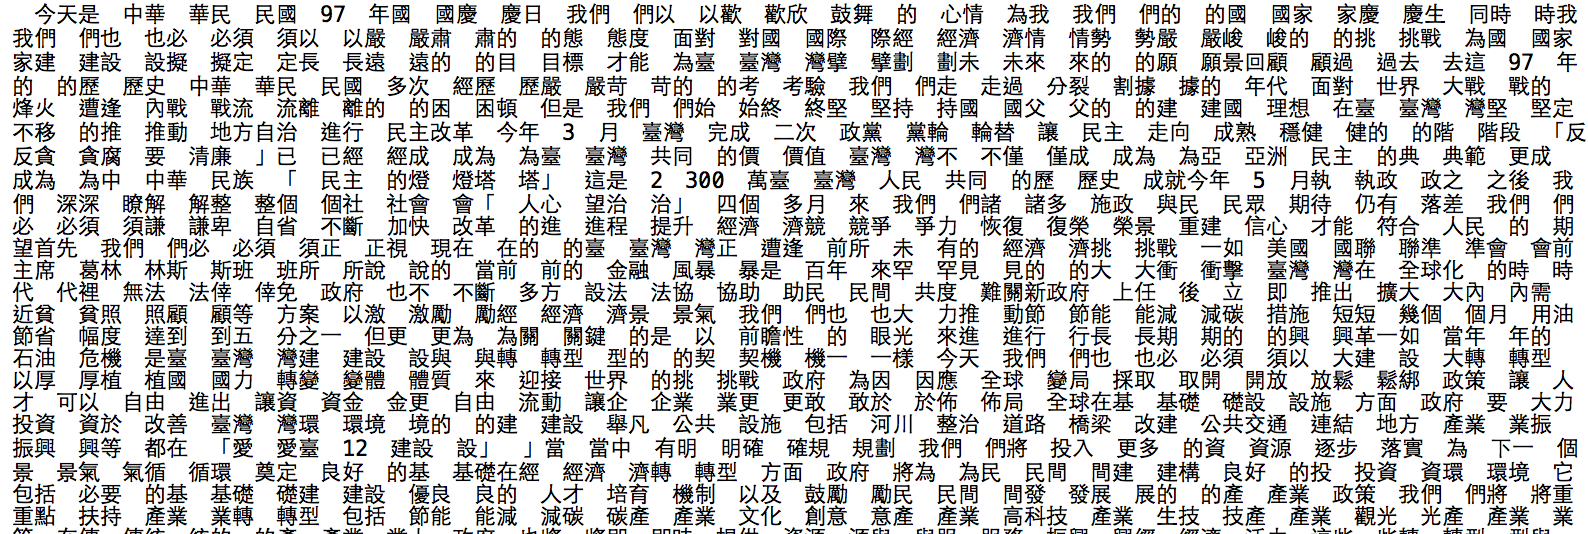 今天是 中華 華民 民國 97 年國 國慶 慶日 我們 們以 以歡 歡欣 鼓舞 的 心情 為我 我們 們的 的國 國家 家慶 慶生 同時 時我
我們 們也 也必 必須 須以 以嚴 嚴肅 肅的 的態 態度 面對 對國 國際 際經 經濟 濟情 情勢 勢嚴 嚴峻 峻的 的挑 挑戰 為國 國家
家建 建設 設擬 擬定 定長 長遠 遠的 的目 目標 才能 為臺 臺灣 灣擘 擘劃 劃未 未來 來的 的願 願景回顧 顧過 過去 去這 97 年
的 的歷 歷史 中華 華民 民國 多次 經歷 歷嚴 嚴苛 苛的 的考 考驗 我們 們走 走過 分裂 割據 據的 年代 面對 世界 大戰 戰的
烽火 遭逢 內戰 戰流 流離 離的 的困 困頓 但是 我們 們始 始終 終堅 堅持 持國 國父 父的 的建 建國 理想 在臺 臺灣 灣堅 堅定
不移 的推 推動 地方自治 進行 民主改革 今年 3 月 臺灣 完成 二次 政黨 黨輪 輪替 讓 民主 走向 成熟 穩健 健的 的階 階段 「反
反貪 貪腐 要 清廉 」已 已經 經成 成為 為臺 臺灣 共同 的價 價值 臺灣 灣不 不僅 僅成 成為 為亞 亞洲 民主 的典 典範 更成
成為 為中 中華 民族 「 民主 的燈 燈塔 塔」 這是 2 300 萬臺 臺灣 人民 共同 的歷 歷史 成就今年 5 月執 執政 政之 之後 我
們 深深 瞭解 解整 整個 個社 社會 會「 人心 望治 治」 四個 多月 來 我們 們諸 諸多 施政 與民 民眾 期待 仍有 落差 我們 們
必 必須 須謙 謙卑 自省 不斷 加快 改革 的進 進程 提升 經濟 濟競 競爭 爭力 恢復 復榮 榮景 重建 信心 才能 符合 人民 的 期
望首先 我們 們必 必須 須正 正視 現在 在的 的臺 臺灣 灣正 遭逢 前所 未 有的 經濟 濟挑 挑戰 一如 美國 國聯 聯準 準會 會前
主席 葛林 林斯 斯班 班所 所說 說的 當前 前的 金融 風暴 暴是 百年 來罕 罕見 見的 的大 大衝 衝擊 臺灣 灣在 全球化 的時 時
代 代裡 無法 法倖 倖免 政府 也不 不斷 多方 設法 法協 協助 助民 民間 共度 難關新政府 上任 後 立 即 推出 擴大 大內 內需
近貧 貧照 照顧 顧等 方案 以激 激勵 勵經 經濟 濟景 景氣 我們 們也 也大 力推 動節 節能 能減 減碳 措施 短短 幾個 個月 用油
節省 幅度 達到 到五 分之一 但更 更為 為關 關鍵 的是 以 前瞻性 的 眼光 來進 進行 行長 長期 期的 的興 興革一如 當年 年的
石油 危機 是臺 臺灣 灣建 建設 設與 與轉 轉型 型的 的契 契機 機一 一樣 今天 我們 們也 也必 必須 須以 大建 設 大轉 轉型
以厚 厚植 植國 國力 轉變 變體 體質 來 迎接 世界 的挑 挑戰 政府 為因 因應 全球 變局 採取 取開 開放 放鬆 鬆綁 政策 讓 人
才 可以 自由 進出 讓資 資金 金更 自由 流動 讓企 企業 業更 更敢 敢於 於佈 佈局 全球在基 基礎 礎設 設施 方面 政府 要 大力
投資 資於 改善 臺灣 灣環 環境 境的 的建 建設 舉凡 公共 設施 包括 河川 整治 道路 橋梁 改建 公共交通 連結 地方 產業 業振
振興 興等 都在 「愛 愛臺 12 建設 設」 」當 當中 有明 明確 確規 規劃 我們 們將 投入 更多 的資 資源 逐步 落實 為 下一 個
景 景氣 氣循 循環 奠定 良好 的基 基礎在經 經濟 濟轉 轉型 方面 政府 將為 為民 民間 間建 建構 良好 的投 投資 資環 環境 它
包括 必要 的基 基礎 礎建 建設 優良 良的 人才 培育 機制 以及 鼓勵 勵民 民間 間發 發展 展的 的產 產業 政策 我們 們將 將重
重點 扶持 產業 業轉 轉型 包括 節能 能減 減碳 碳產 產業 文化 創意 意產 產業 高科技 產業 生技 技產 產業 觀光 光產 產業 業